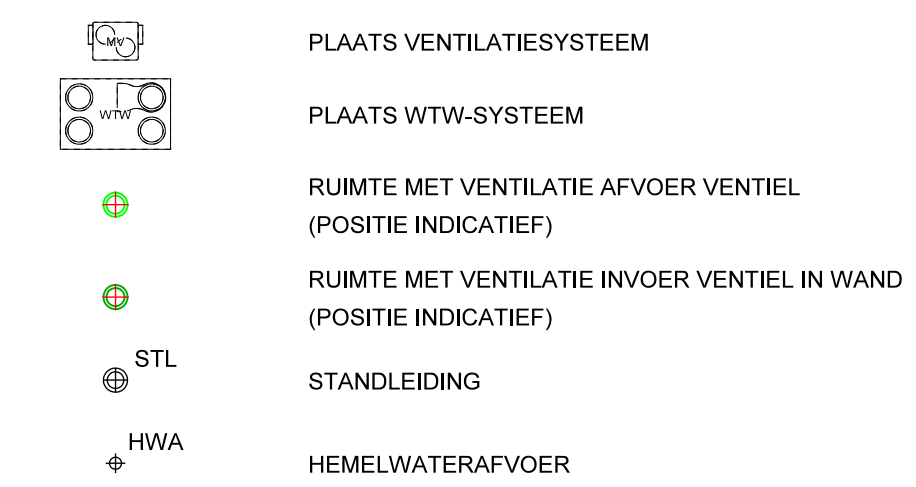 MV PLAATS VENTILATIESYSTEEM
WTW PLAATS WTW-SYSTEEM
RUIMTE MET VENTILATIE AFVOER VENTIEL
(POSITIE INDICATIEF)
RUIMTE MET VENTILATIE INVOER VENTIEL IN WAND
(POSITIE INDICATIEF)
STL
STANDLEIDING
HWA
HEMELWATERAFVOER